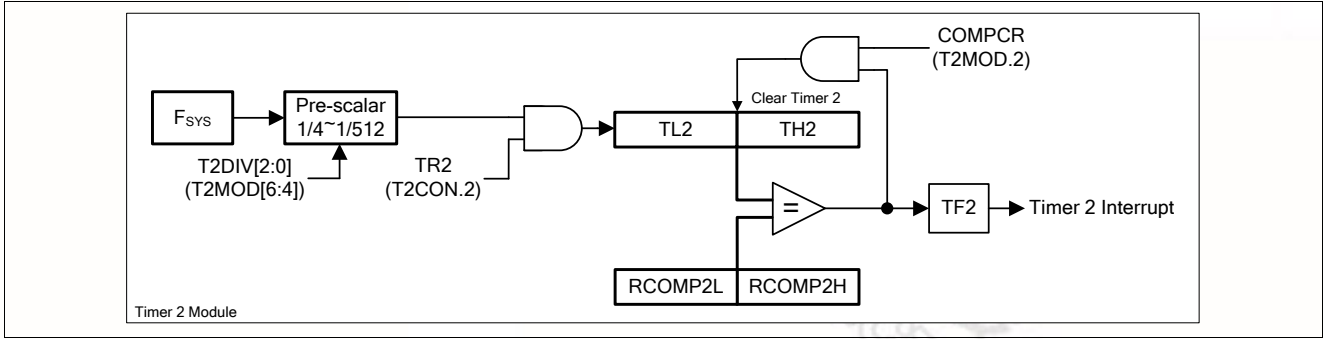 COMPCR
(T2MOD.2)
Clear Timer 2
FSYS
Pre-scalar
1/4~1/512
TL2
TH2
T2DIV[2:0]
(T2MOD[6:4])
TR2
(T2CON.2)
=
TF2
Timer 2 Interrupt
RCOMP2L
RCOMP2H
Timer 2 Module